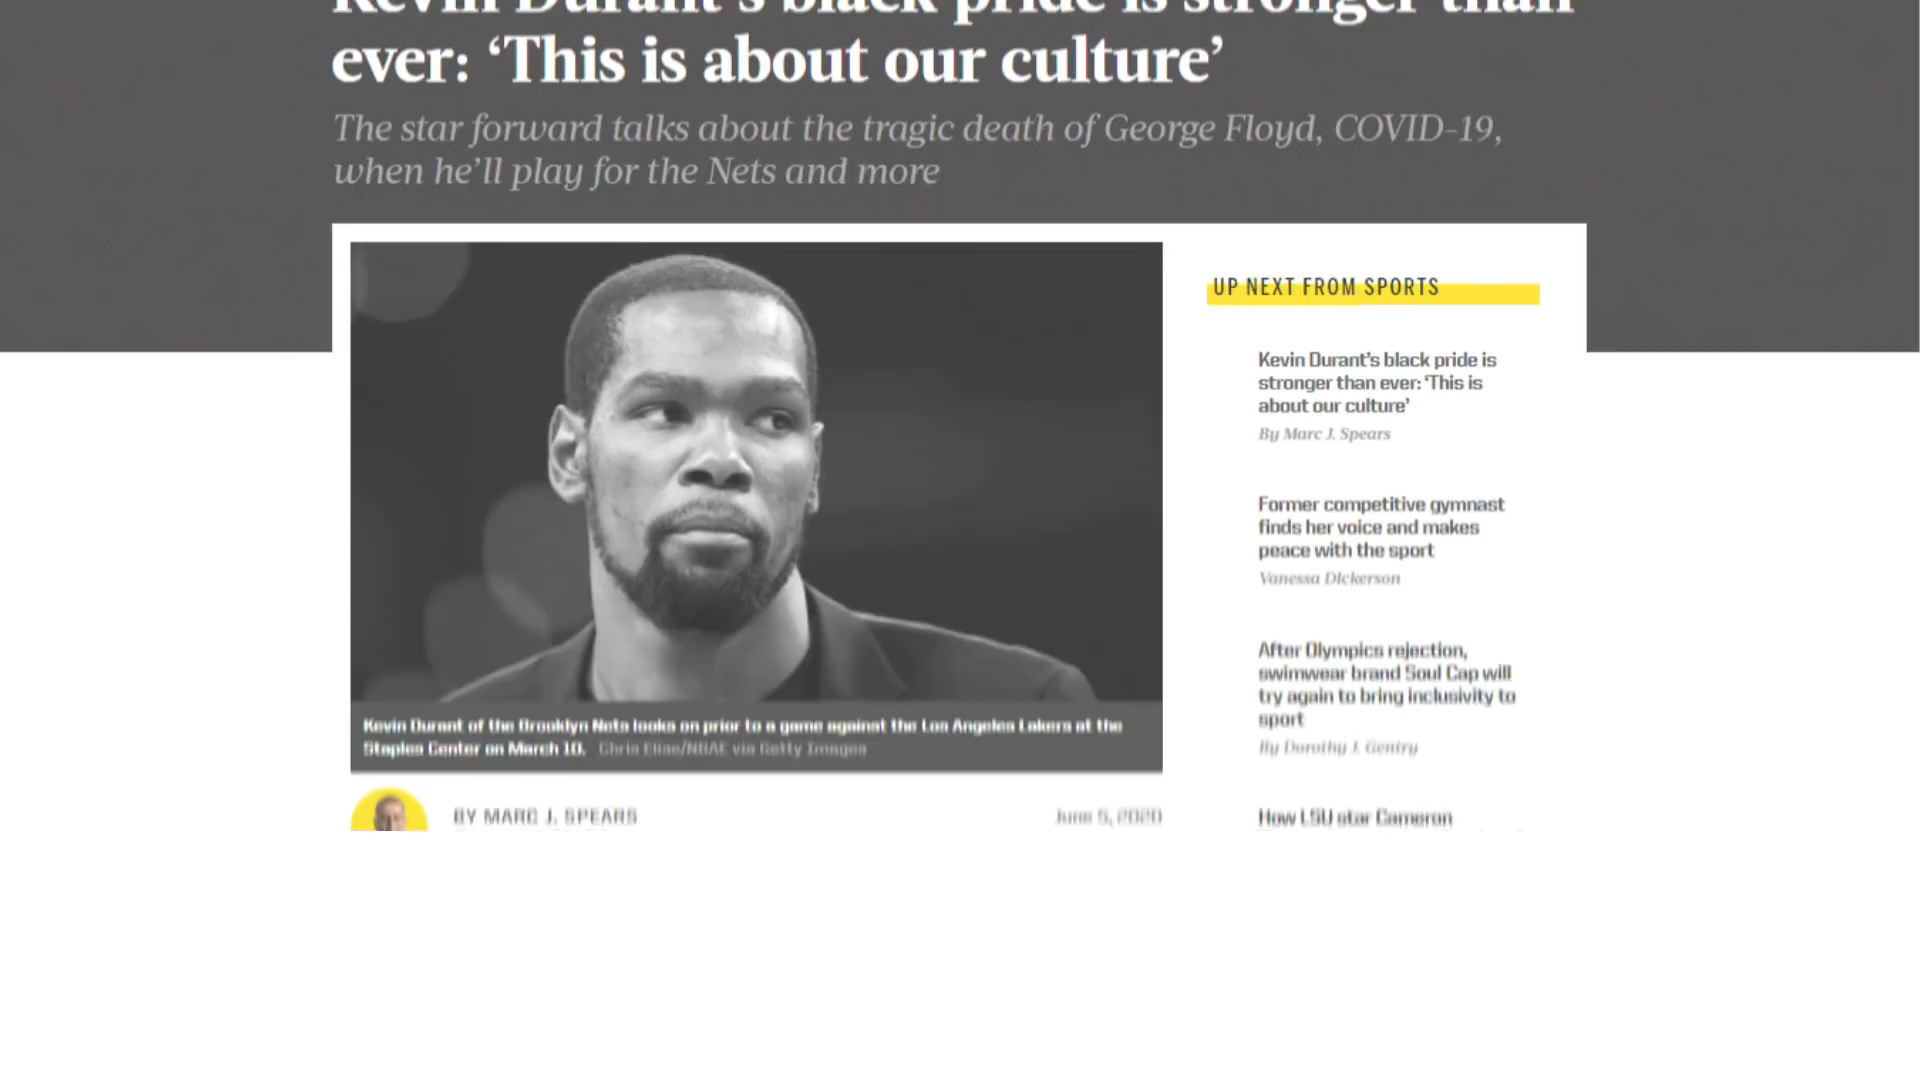 Kevin Durant's black pride is stronger than
ever: ‘This is about our culture’
The star forward talks about the tragic death of George Floyd, COVID-19,
when he’ll play for the Nets and more
UP NEXT FROM SPORTS
Kevin Durant’s black pride is
stronger than ever: ‘This is
about our culture’
By Marc J. Spears
Former competitive gymnast
finds her voice and makes
peace with the sport
Vanessa Dickerson
After Olympics rejection,
swimwear brand Soul Cap will
try again to bring inclusivity to
sport
By Dorothy J. Gentry
How LSU star Cameron
Kevin Durant of the Brooklyn Nets looks on prior to a game against the Los Angeles Lakers at the
Staples Center on March 10. Chris Elise/NBAE via Getty Images
BY MARC J. SPEARS
June 5, 2020